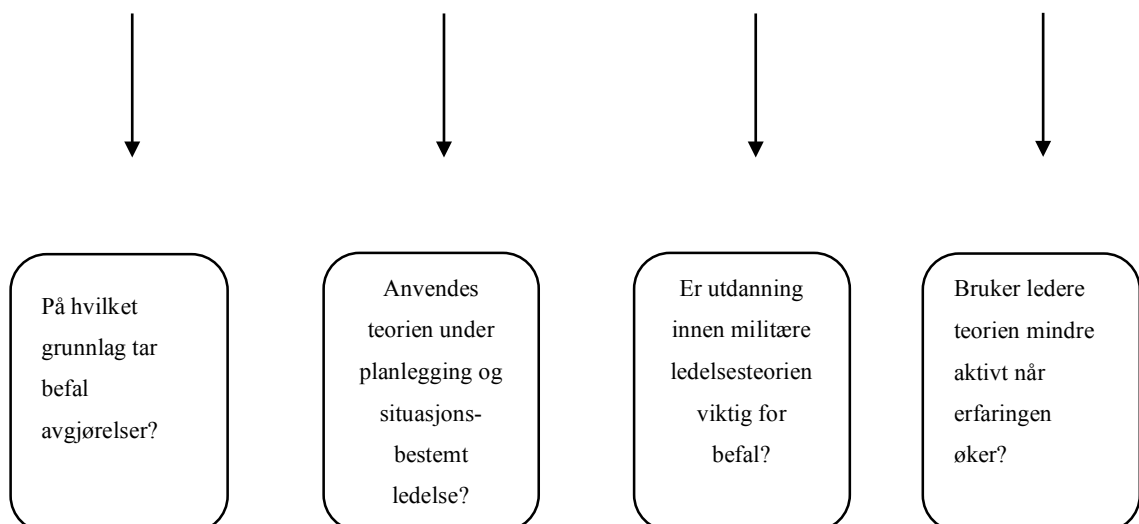 På hvilket
grunnlag tar
befal
avgjørelser?
Anvendes
teorien under
planlegging og
situasjons-
bestemt
ledelse?
Er utdanning
innen militære
ledelsesteorien
viktig for
befal?
Bruker ledere
teorien mindre
aktivt når
erfaringen
øker?